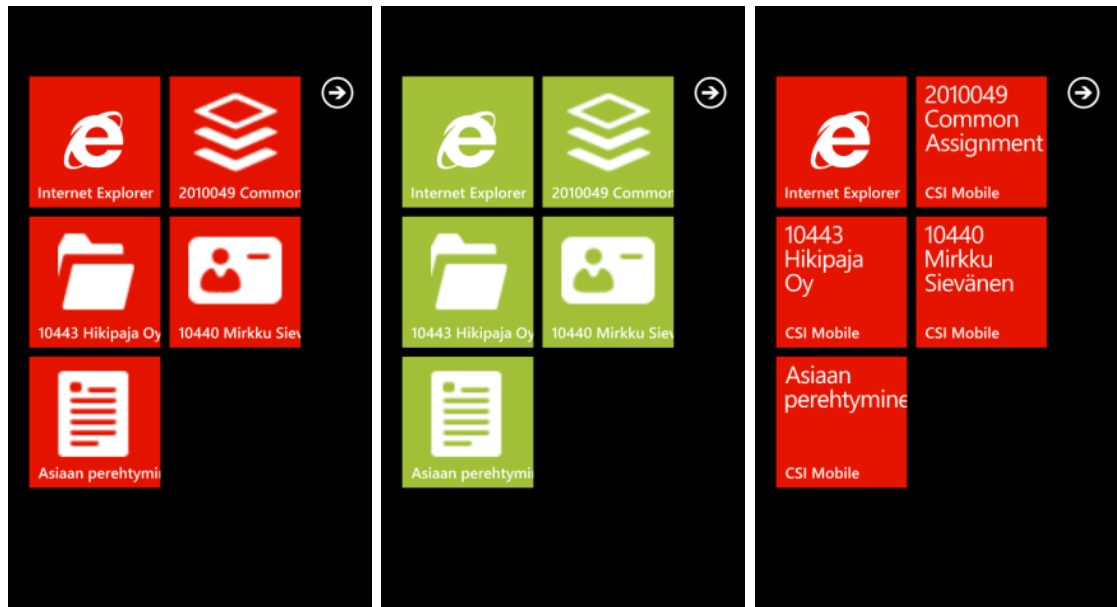 Internet Explorer
2010049 Common
10443 Hikipaja Oy
10440 Mirkku Siev
Asiaan perehtymi
Internet Explorer
2010049 Common
10443 Hikipaja Oy
10440 Mirkku Siev
Asiaan perehtymi
Internet Explorer
2010049
Common
Assignment
CSI Mobile
10443
Hikipaja
Oy
CSI Mobile
10440
Mirkku
Sievänen
CSI Mobile
Asiaan
perehtymine
CSI Mobile